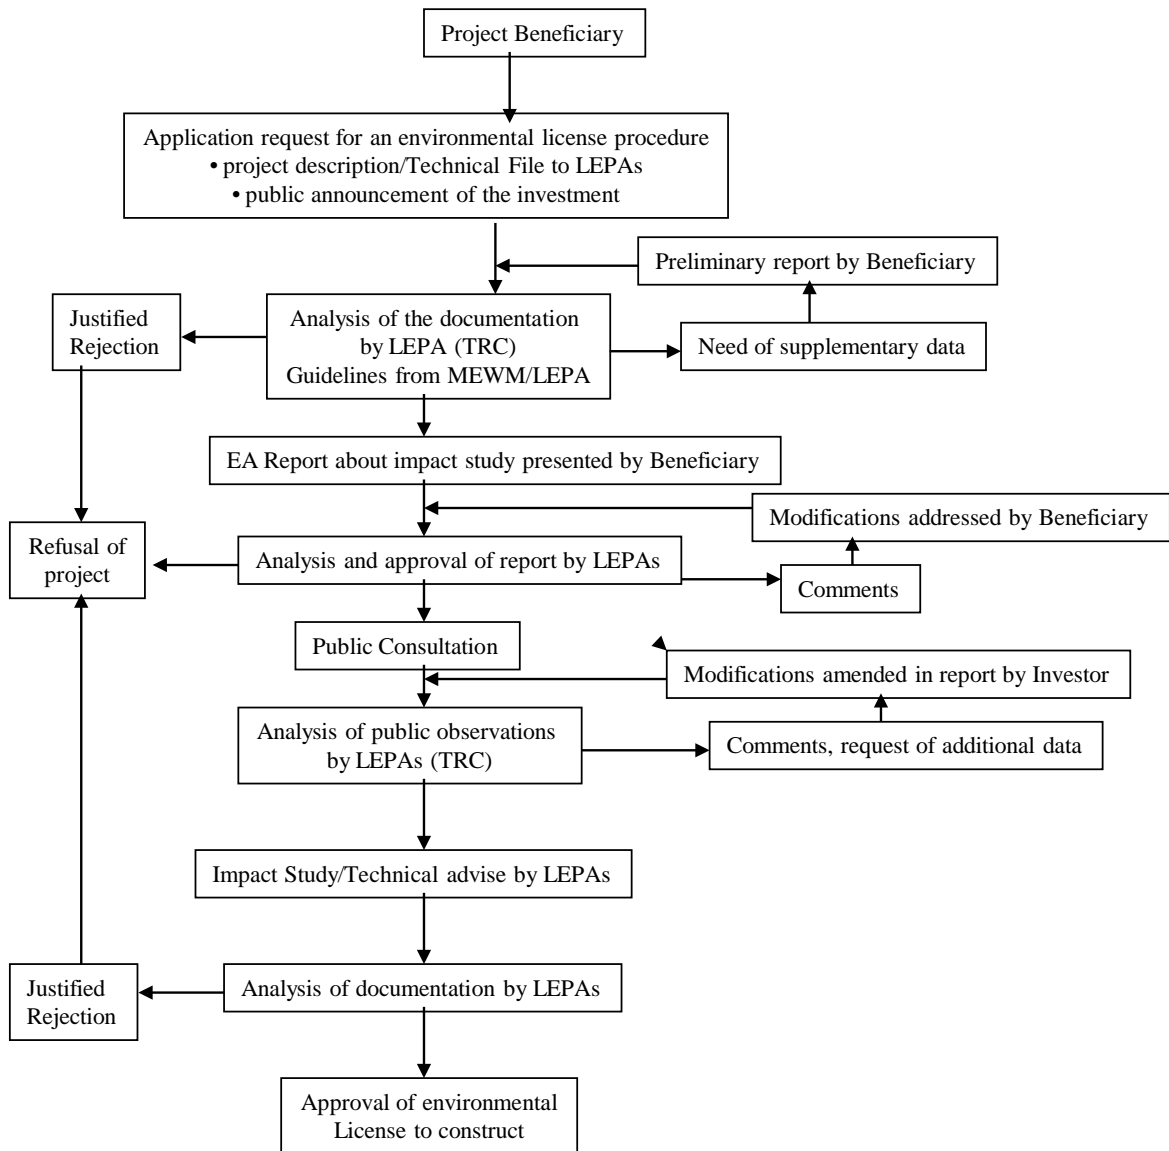 Project Beneficiary
Application request for an environmental license procedure
• project description/Technical File to LEPAs
• public announcement of the investment
Preliminary report by Beneficiary
Justified
Rejection
Analysis of the documentation
by LEPA (TRC)
Guidelines from MEWM/LEPA
Need of supplementary data
EA Report about impact study presented by Beneficiary
Modifications addressed by Beneficiary
Refusal of
project
Analysis and approval of report by LEPAs
Comments
Public Consultation
Modifications amended in report by Investor
Analysis of public observations
by LEPAs (TRC)
Comments, request of additional data
Impact Study/Technical advise by LEPAs
Justified
Rejection
Analysis of documentation by LEPAs
Approval of environmental
License to construct